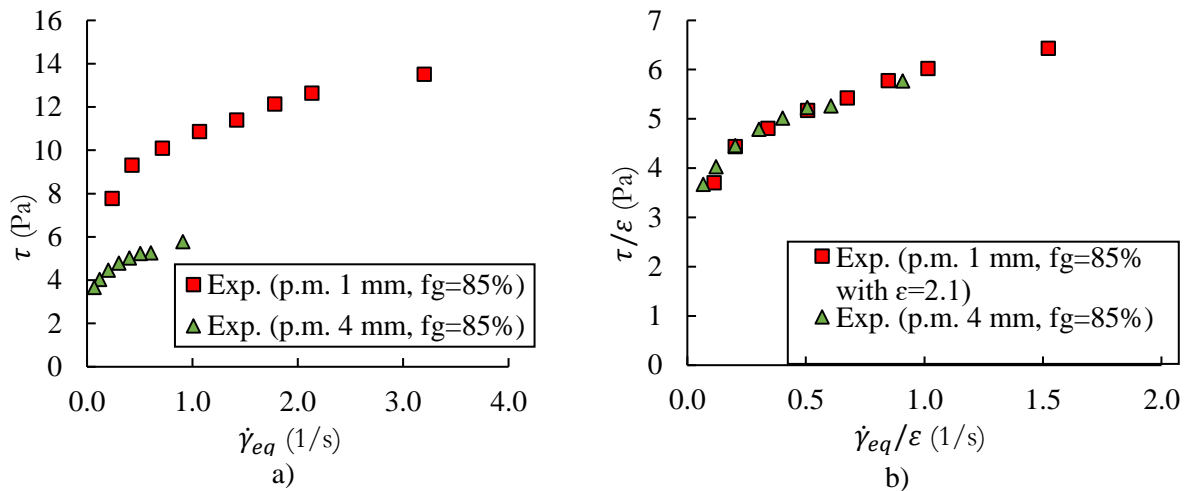 16
14
12
10
8
6
4
2
0
τ (Pa)
Exp. (p.m. 1 mm, fg=85%)
Exp. (p.m. 4 mm, fg=85%)
0.0 1.0 2.0 3.0 4.0
γ̇eq (1/s)
a)
7
6
5
4
3
2
1
0
τ/ε (Pa)
Exp. (p.m. 1 mm, fg=85%
with ε=2.1)
Exp. (p.m. 4 mm, fg=85%)
0.0 0.5 1.0 1.5 2.0
γ̇eq/ε (1/s)
b)